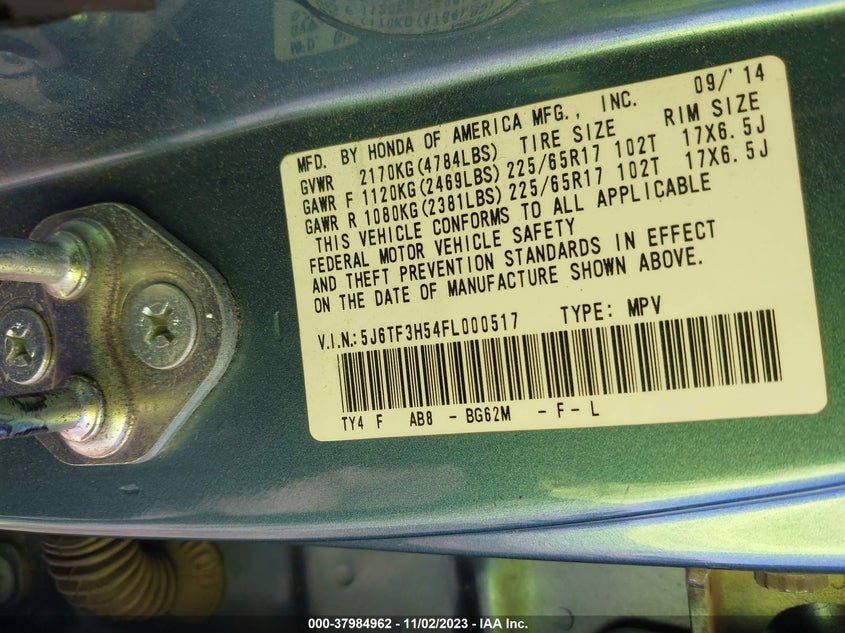 MFD. BY HONDA OF AMERICA MFG., INC. 09/'14
GVWR 2170KG(4784LBS) TIRE SIZE RIM SIZE
GAWR F 1120KG(2469LBS) 225/65R17 102T 17X6.5J
GAWR R 1080KG(2381LBS) 225/65R17 102T 17X6.5J
THIS VEHICLE CONFORMS TO ALL APPLICABLE
FEDERAL MOTOR VEHICLE SAFETY
AND THEFT PREVENTION STANDARDS IN EFFECT
ON THE DATE OF MANUFACTURE SHOWN ABOVE.
V.I.N.: 5J6TF3H54FL000517 TYPE: MPV
TY4 F AB8 - BG62M - F - L
000-37984962 - 11/02/2023 - IAA Inc.